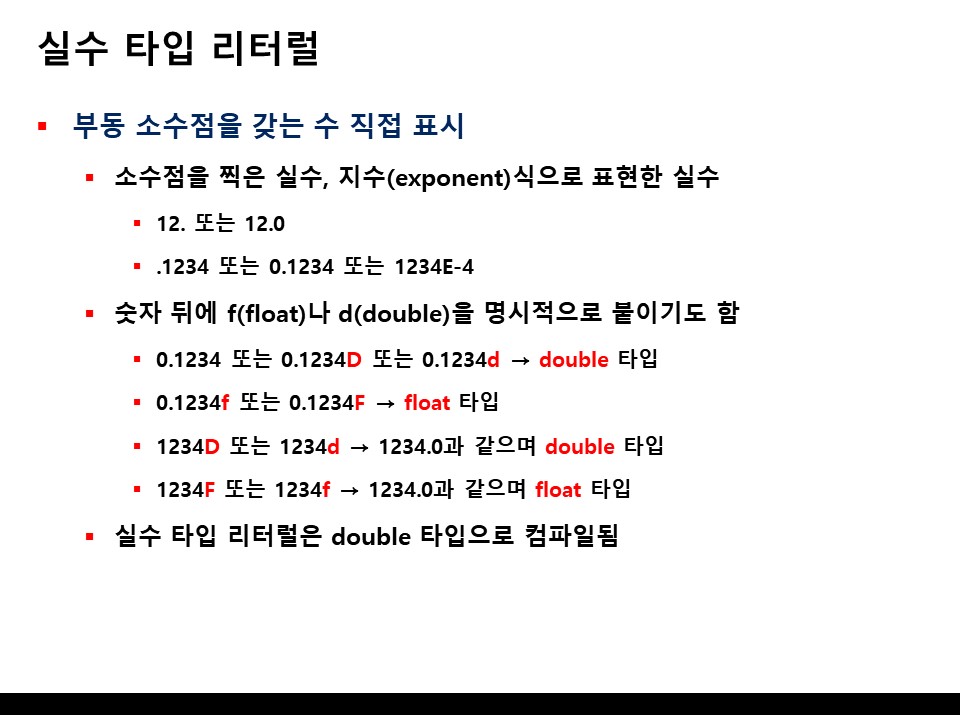 실수 타입 리터럴
부동 소수점을 갖는 수 직접 표시
소수점을 찍은 실수, 지수(exponent)식으로 표현한 실수
12. 또는 12.0
.1234 또는 0.1234 또는 1234E-4
숫자 뒤에 f(float)나 d(double)을 명시적으로 붙이기도 함
0.1234 또는 0.1234D 또는 0.1234d → double 타입
0.1234f 또는 0.1234F → float 타입
1234D 또는 1234d → 1234.0과 같으며 double 타입
1234F 또는 1234f → 1234.0과 같으며 float 타입
실수 타입 리터럴은 double 타입으로 컴파일됨